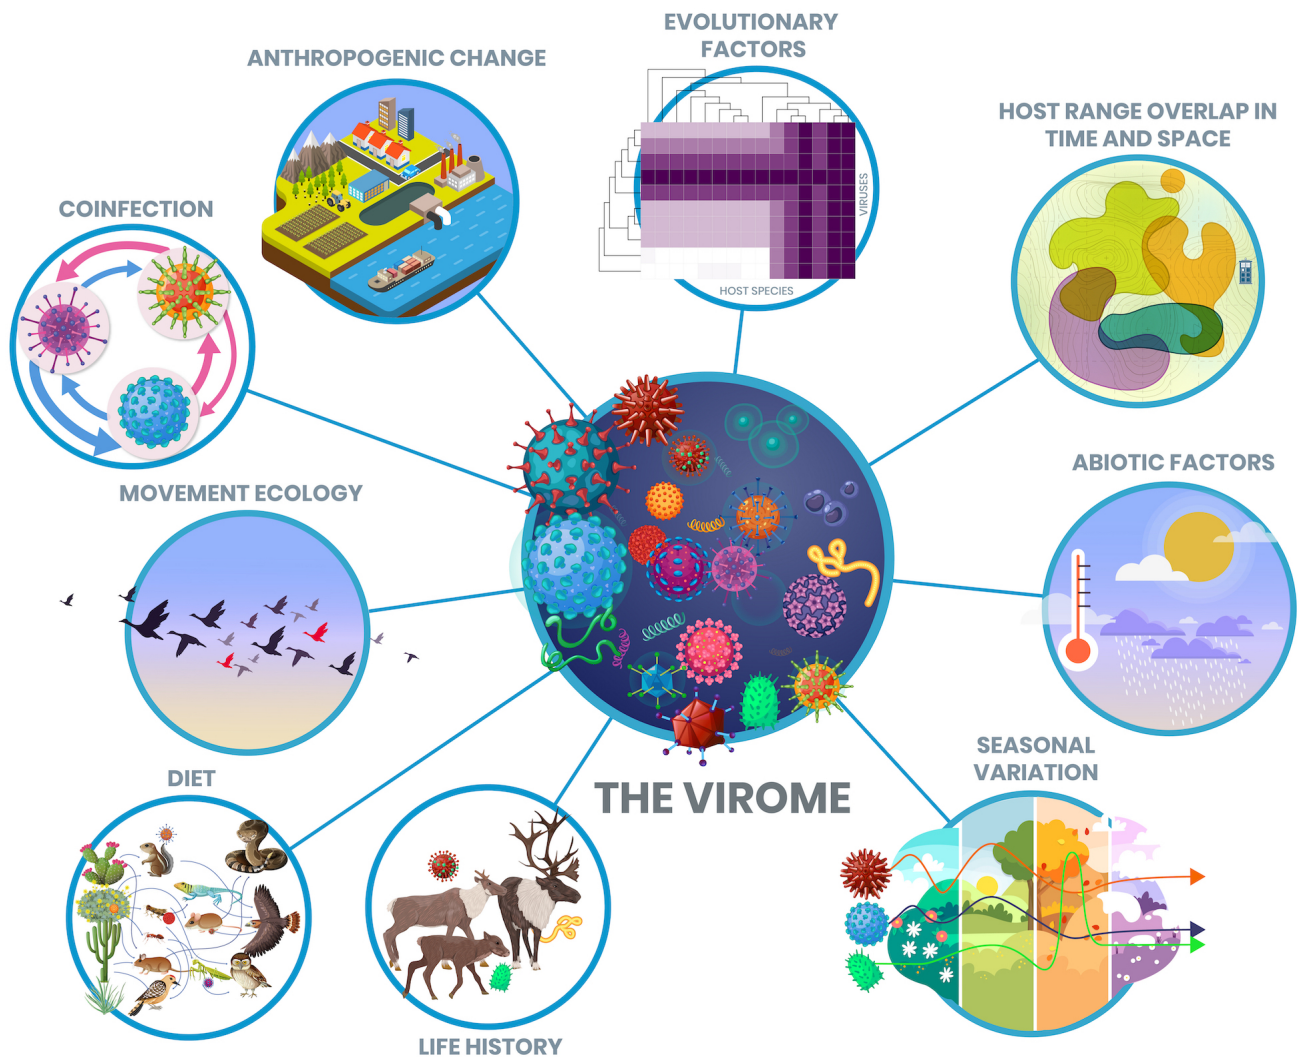 EVOLUTIONARY
FACTORS
ANTHROPOGENIC CHANGE
HOST RANGE OVERLAP IN
TIME AND SPACE
VIRUSES
HOST SPECIES
COINFECTION
ABIOTIC FACTORS
MOVEMENT ECOLOGY
SEASONAL
VARIATION
DIET
THE VIROME
LIFE HISTORY